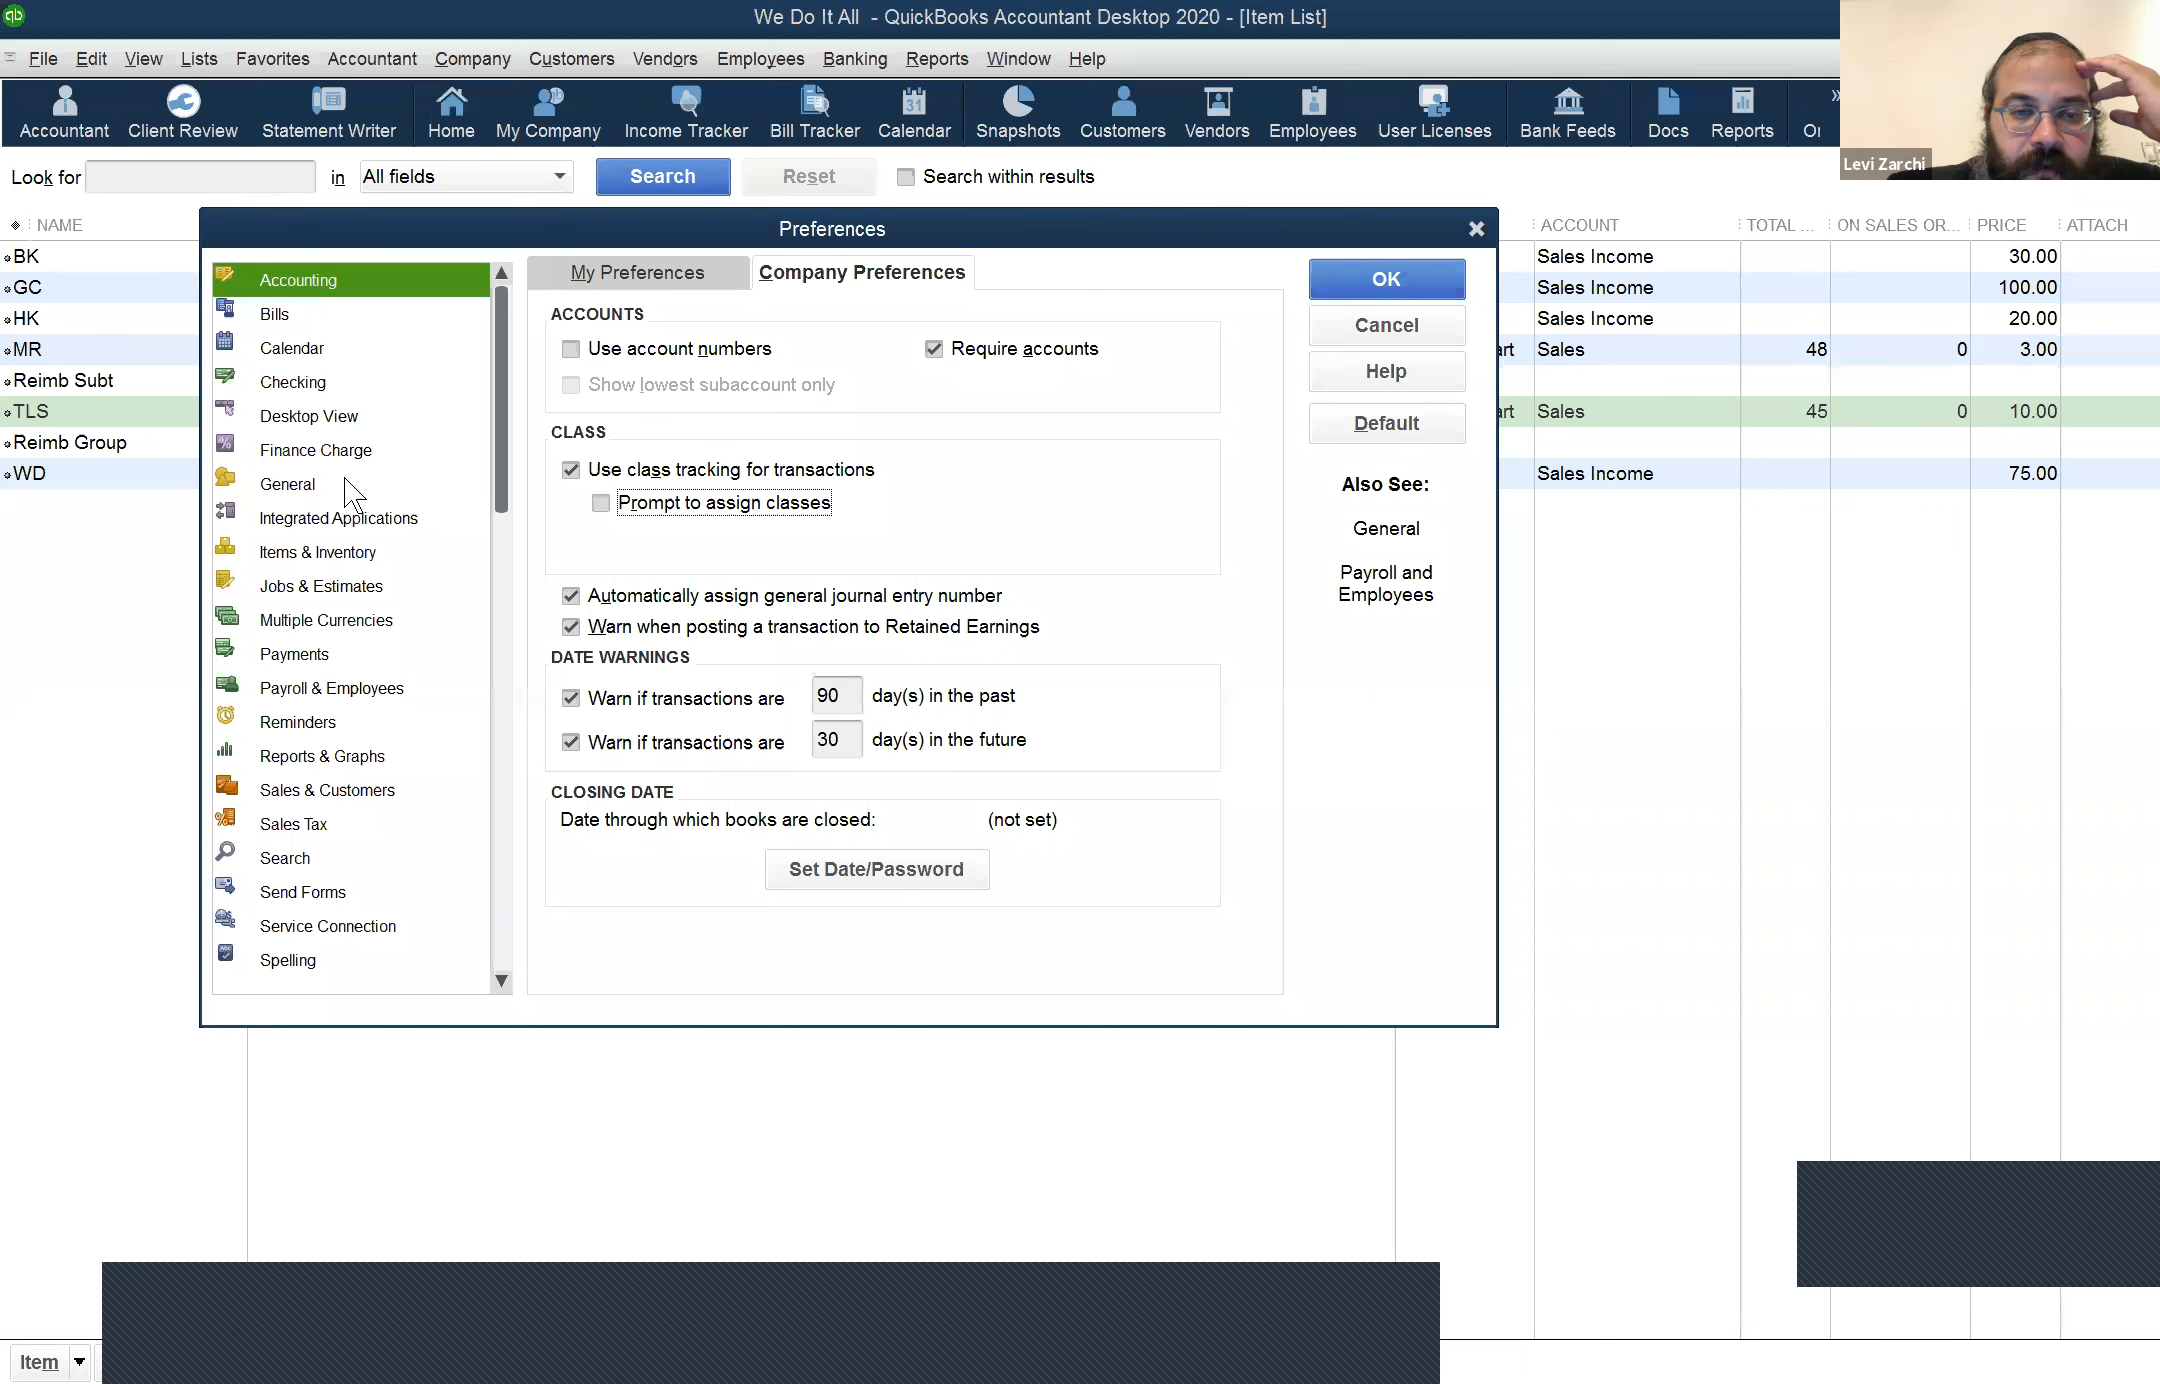 We Do It All - QuickBooks Accountant Desktop 2020 - [Item List]
File Edit View Lists Favorites Accountant Company Customers Vendors Employees Banking Reports Window Help
Accountant Client Review Statement Writer Home My Company Income Tracker Bill Tracker Calendar Snapshots Customers Vendors Employees User Licenses Bank Feeds Docs Reports
Levi Zarchi
Look for in All fields Search Reset Search within results
NAME ACCOUNT TOTAL ... ON SALES OR... PRICE ATTACH
BK Sales Income 30.00
GC Sales Income 100.00
HK Sales Income 20.00
MR Sales 48 0 3.00
Reimb Subt
TLS Sales 45 0 10.00
Reimb Group
WD Sales Income 75.00
Preferences
Accounting
Bills
Calendar
Checking
Desktop View
Finance Charge
General
Integrated Applications
Items & Inventory
Jobs & Estimates
Multiple Currencies
Payments
Payroll & Employees
Reminders
Reports & Graphs
Sales & Customers
Sales Tax
Search
Send Forms
Service Connection
Spelling
My Preferences Company Preferences
ACCOUNTS
Use account numbers Require accounts
Show lowest subaccount only
CLASS
Use class tracking for transactions
Prompt to assign classes
Automatically assign general journal entry number
Warn when posting a transaction to Retained Earnings
DATE WARNINGS
Warn if transactions are 90 day(s) in the past
Warn if transactions are 30 day(s) in the future
CLOSING DATE
Date through which books are closed: (not set)
Set Date/Password
OK
Cancel
Help
Default
Also See:
General
Payroll and
Employees
Item